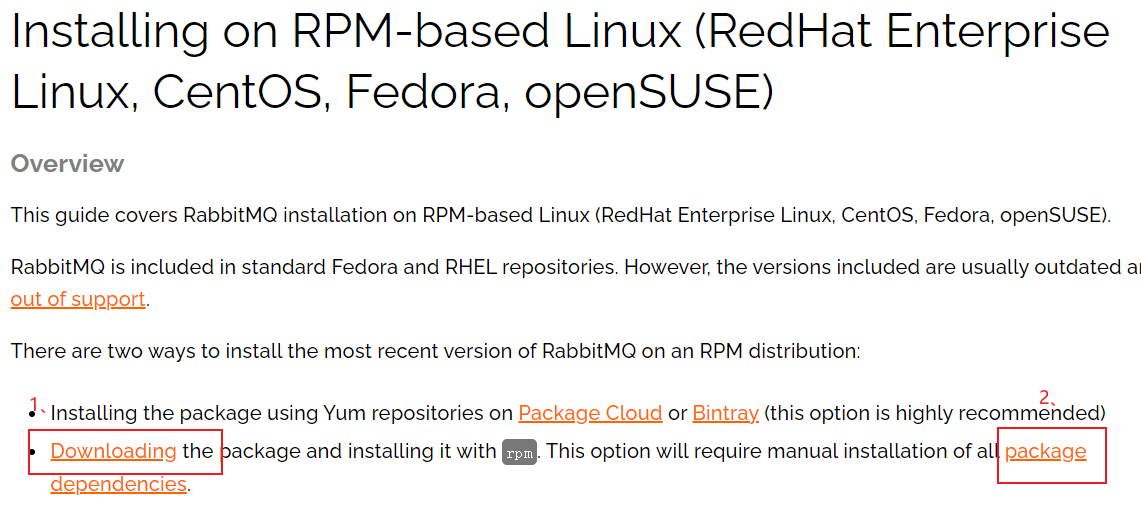 Installing on RPM-based Linux (RedHat Enterprise
Linux, CentOS, Fedora, openSUSE)
Overview
This guide covers RabbitMQ installation on RPM-based Linux (RedHat Enterprise Linux, CentOS, Fedora, openSUSE).
RabbitMQ is included in standard Fedora and RHEL repositories. However, the versions included are usually outdated
out of support.
There are two ways to install the most recent version of RabbitMQ on an RPM distribution:
1、
2、
• Installing the package using Yum repositories on Package Cloud or Bintray (this option is highly recommended)
• Downloading the package and installing it with rpm. This option will require manual installation of all package
dependencies.